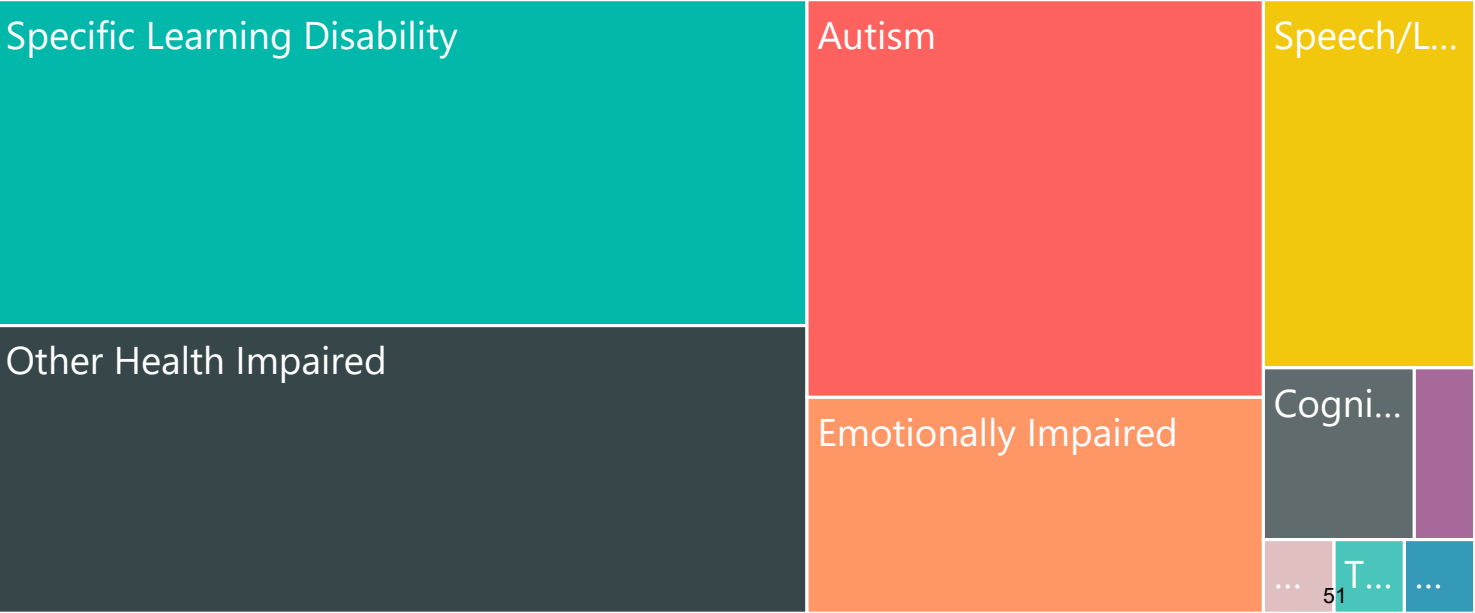 Specific Learning Disability
Other Health Impaired
Autism
Emotionally Impaired
Speech/L...
Cogni...
...
T...
...
51